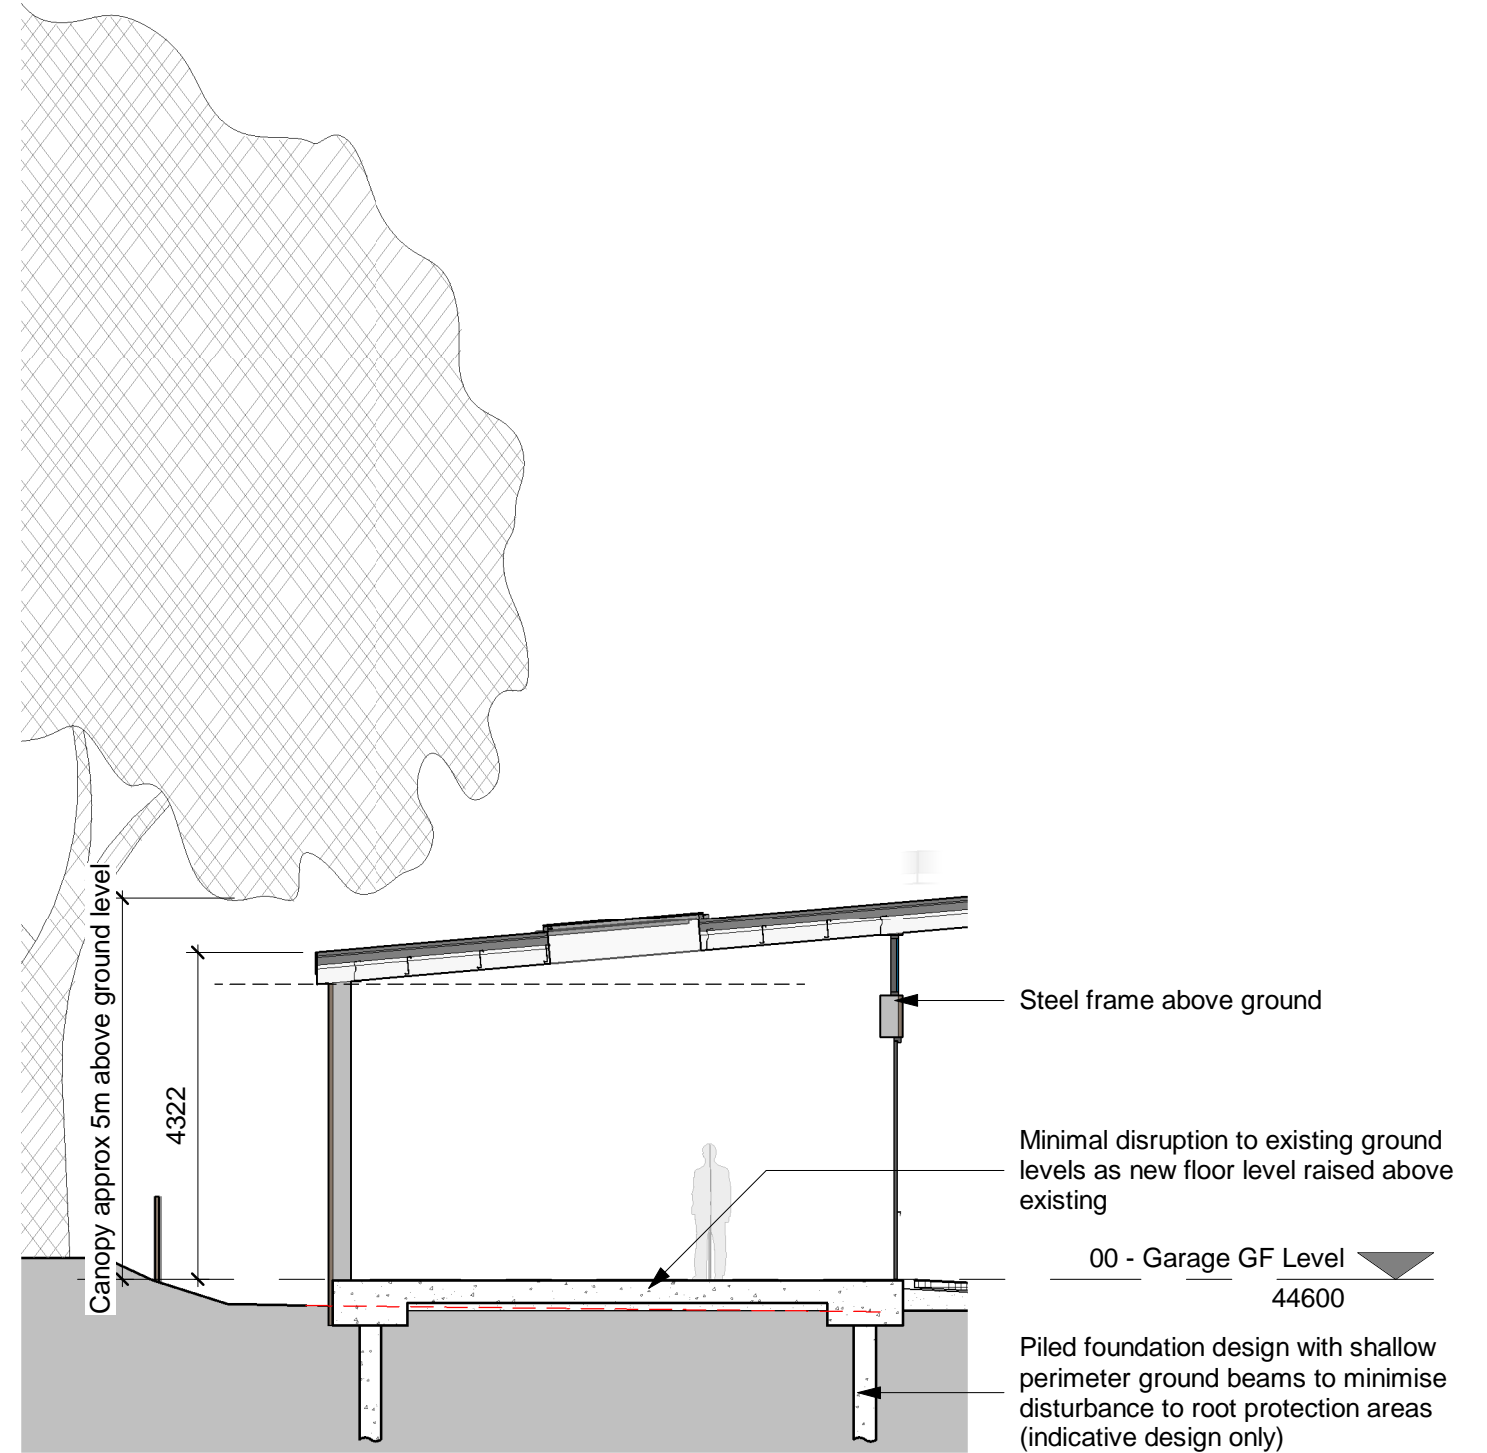 Canopy approx 5m above ground level
4322
Steel frame above ground
Minimal disruption to existing ground
levels as new floor level raised above
existing
00 - Garage GF Level
44600
Piled foundation design with shallow
perimeter ground beams to minimise
disturbance to root protection areas
(indicative design only)